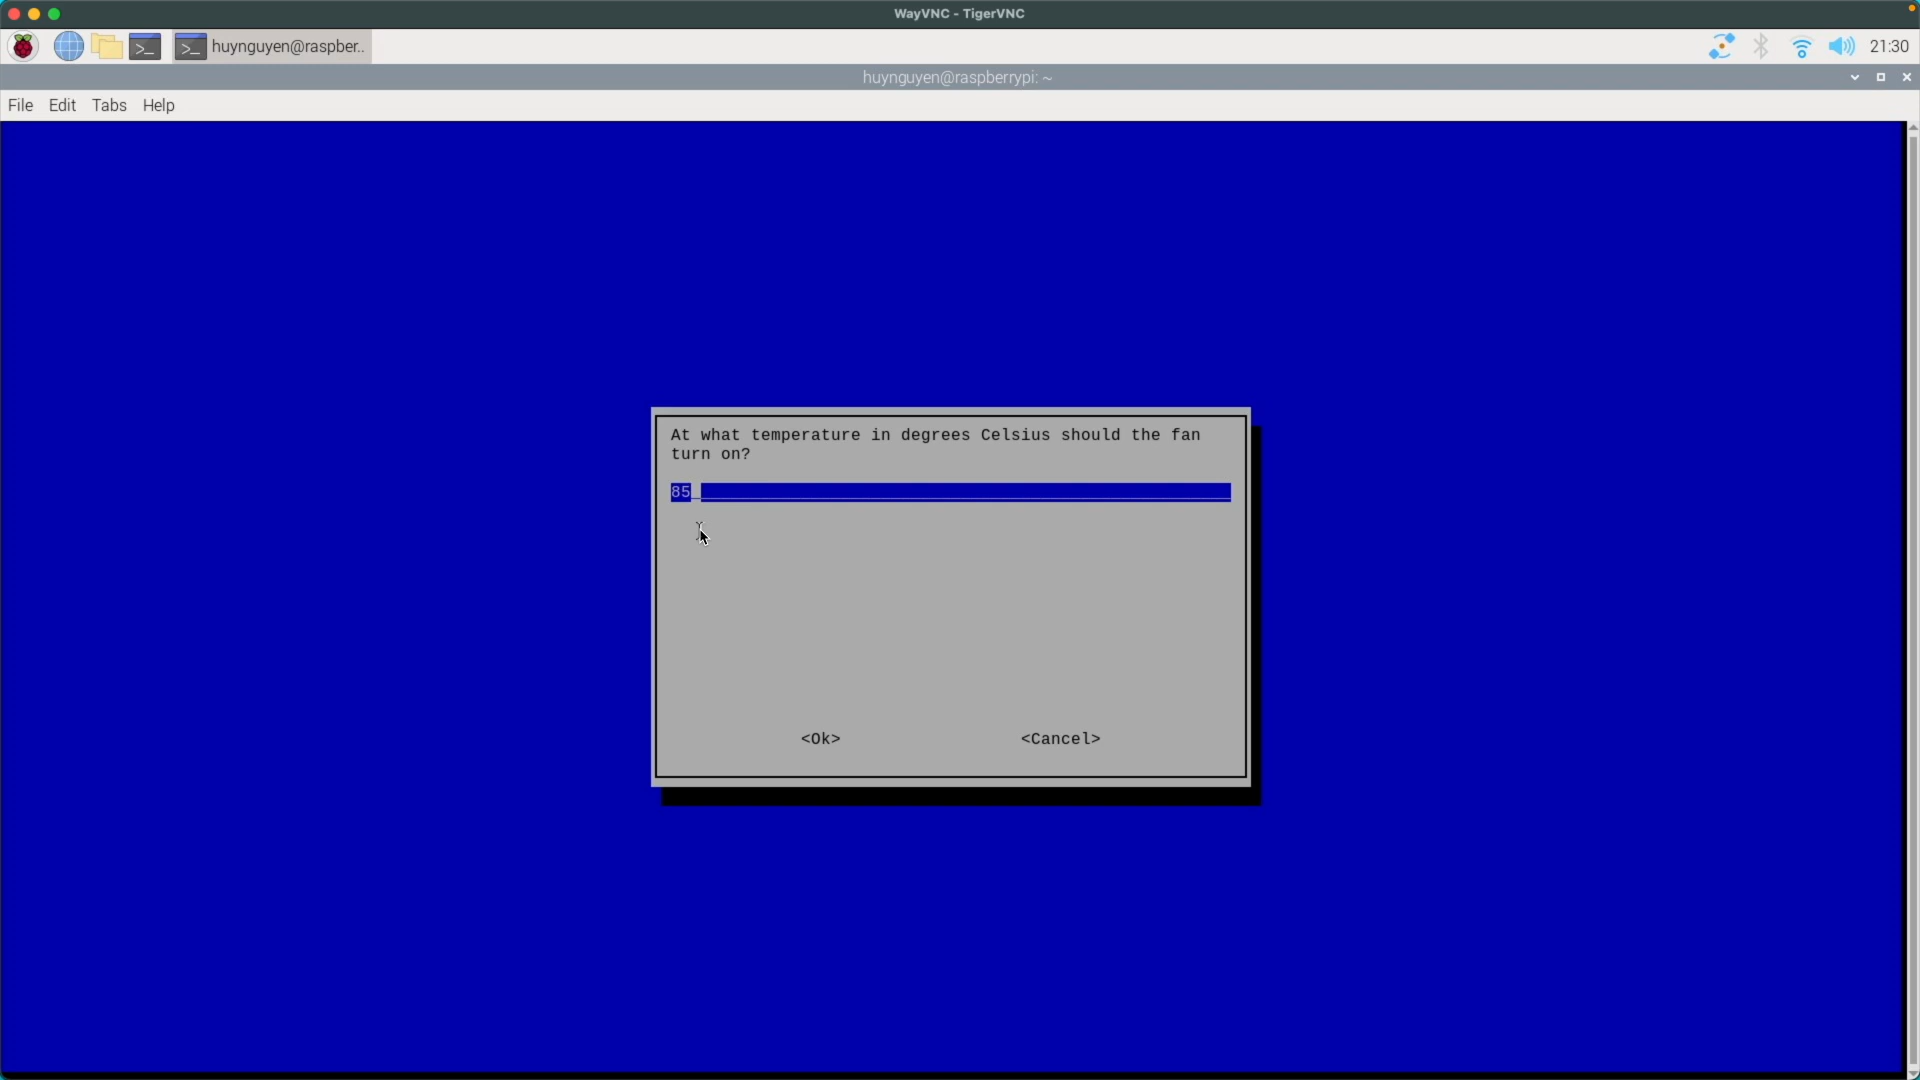 WayVNC - TigerVNC
huynguyen@raspber..
21:30
huynguyen@raspberrypi: ~
File Edit Tabs Help
At what temperature in degrees Celsius should the fan
turn on?
85
<Ok> <Cancel>